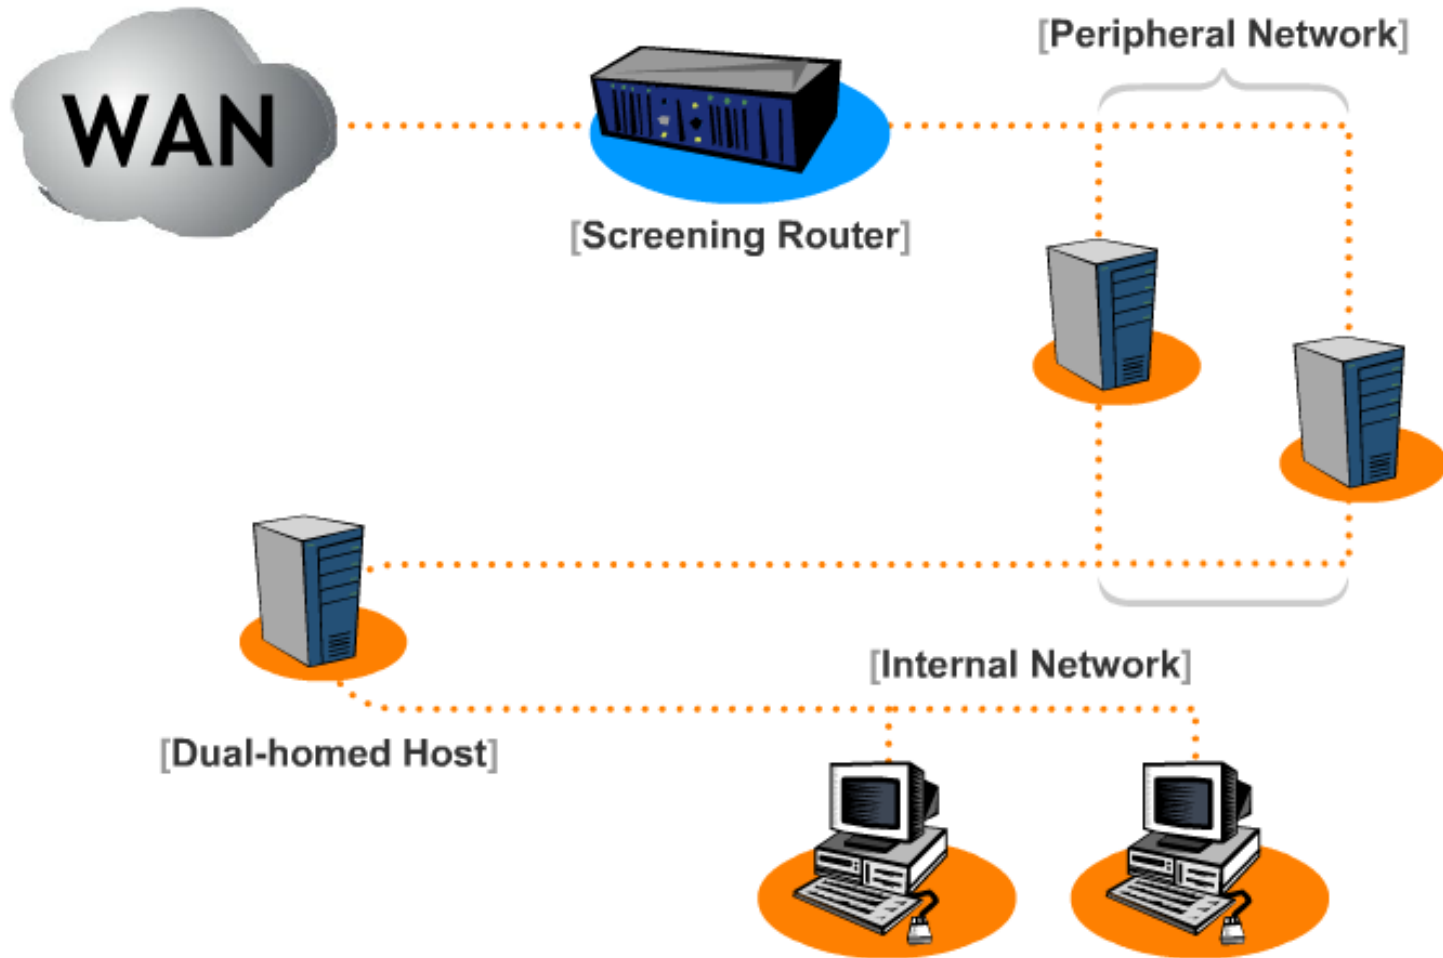 [Peripheral Network]
WAN
[Screening Router]
[Internal Network]
[Dual-homed Host]